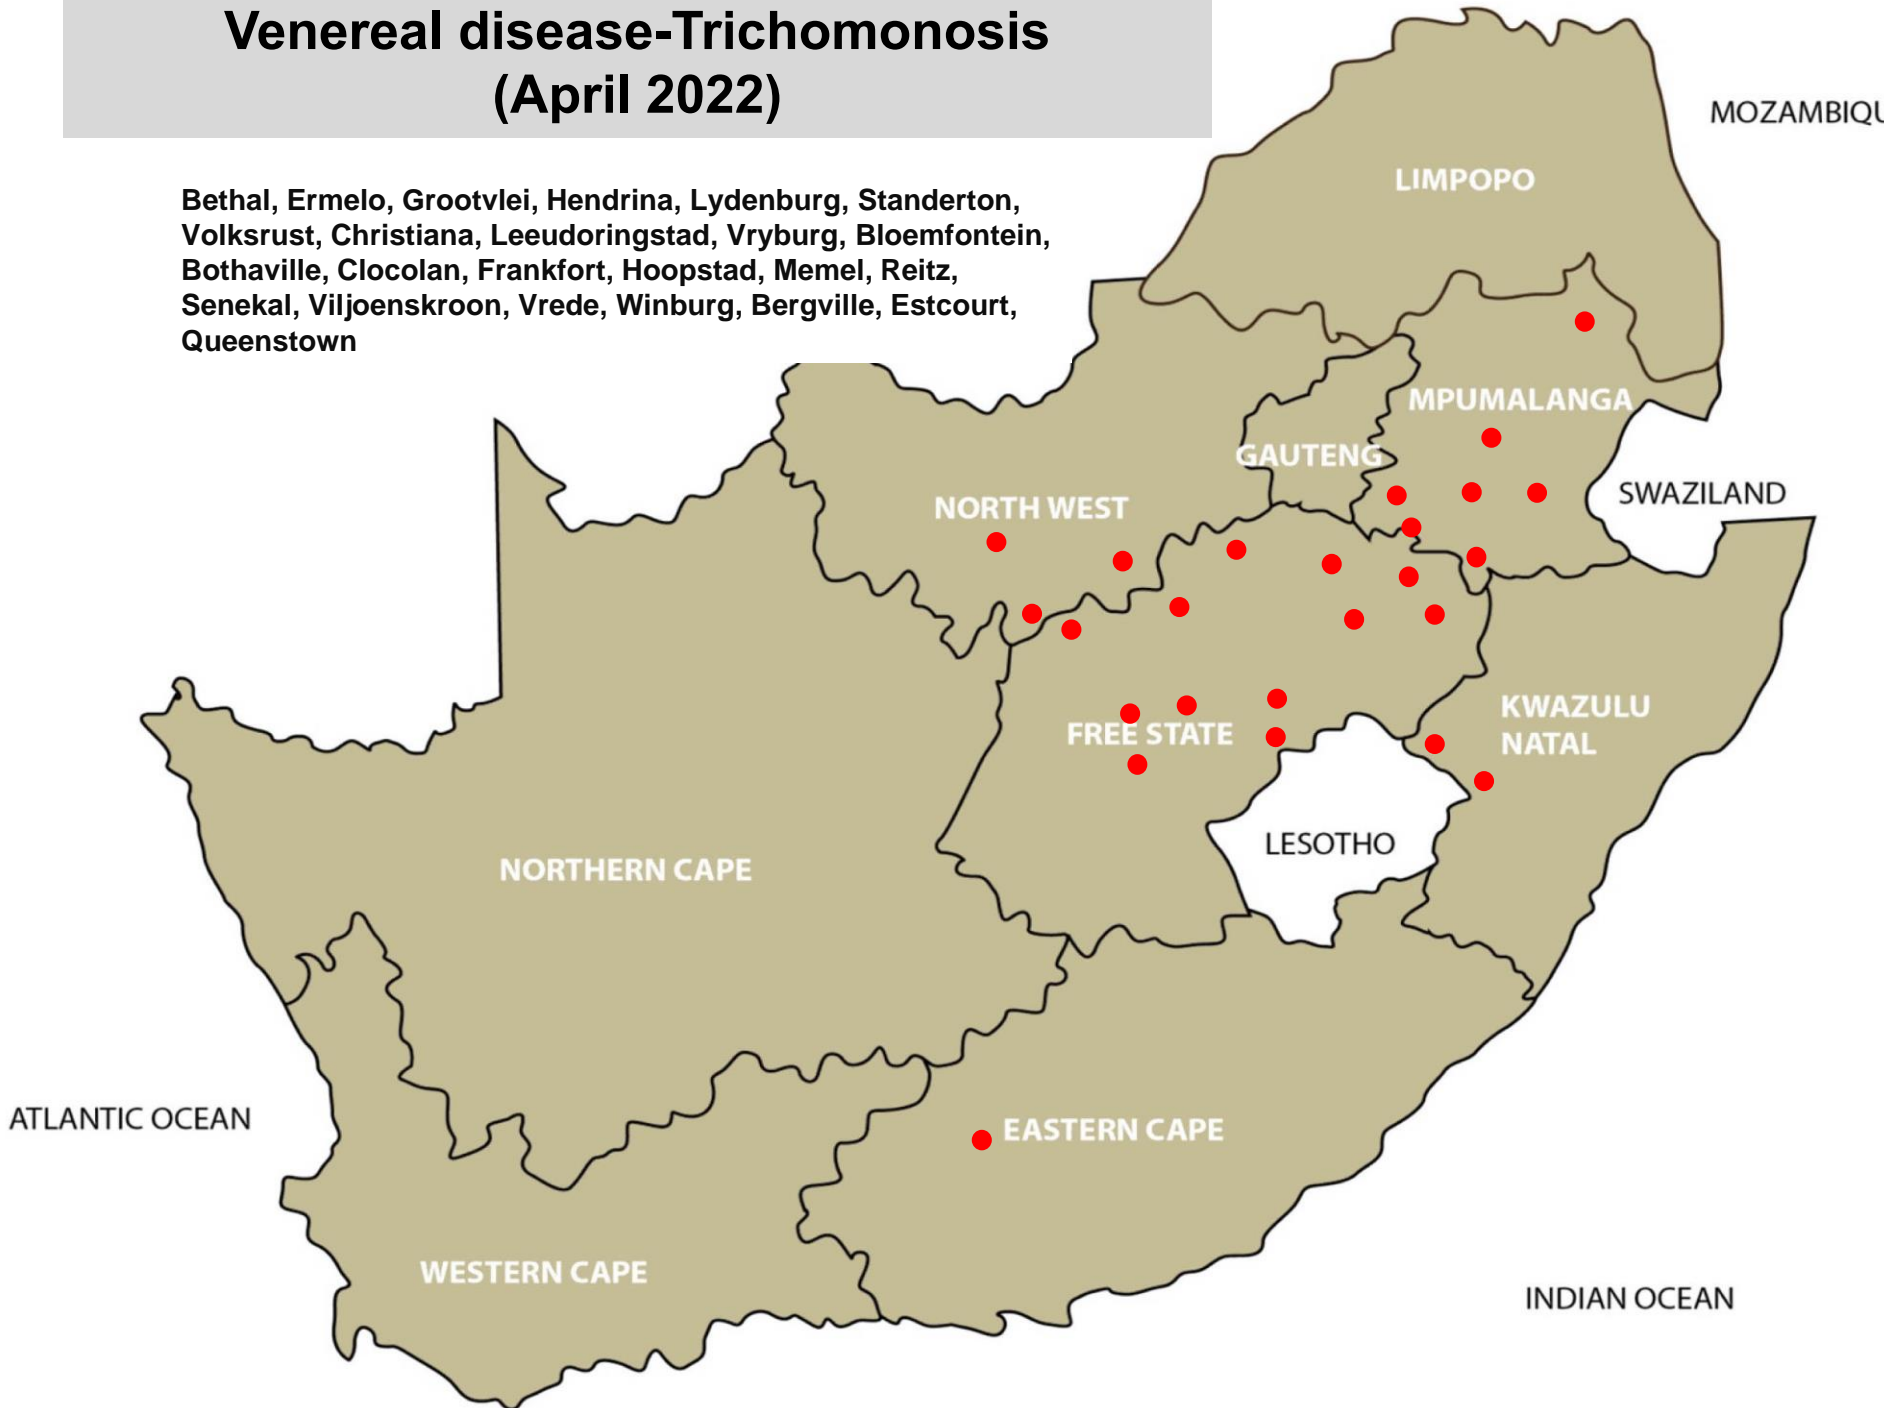 Venereal disease-Trichomonosis
(April 2022)
MOZAMBIQU
LIMPOPO
Bethal, Ermelo, Grootvlei, Hendrina, Lydenburg, Standerton,
Volksrust, Christiana, Leeudoringstad, Vryburg, Bloemfontein,
Bothaville, Clocolan, Frankfort, Hoopstad, Memel, Reitz,
Senekal, Viljoenskroon, Vrede, Winburg, Bergville, Estcourt,
Queenstown
MPUMALANGA
GAUTENG
SWAZILAND
NORTH WEST
KWAZULU
NATAL
FREE STATE
LESOTHO
NORTHERN CAPE
ATLANTIC OCEAN
EASTERN CAPE
WESTERN CAPE
INDIAN OCEAN